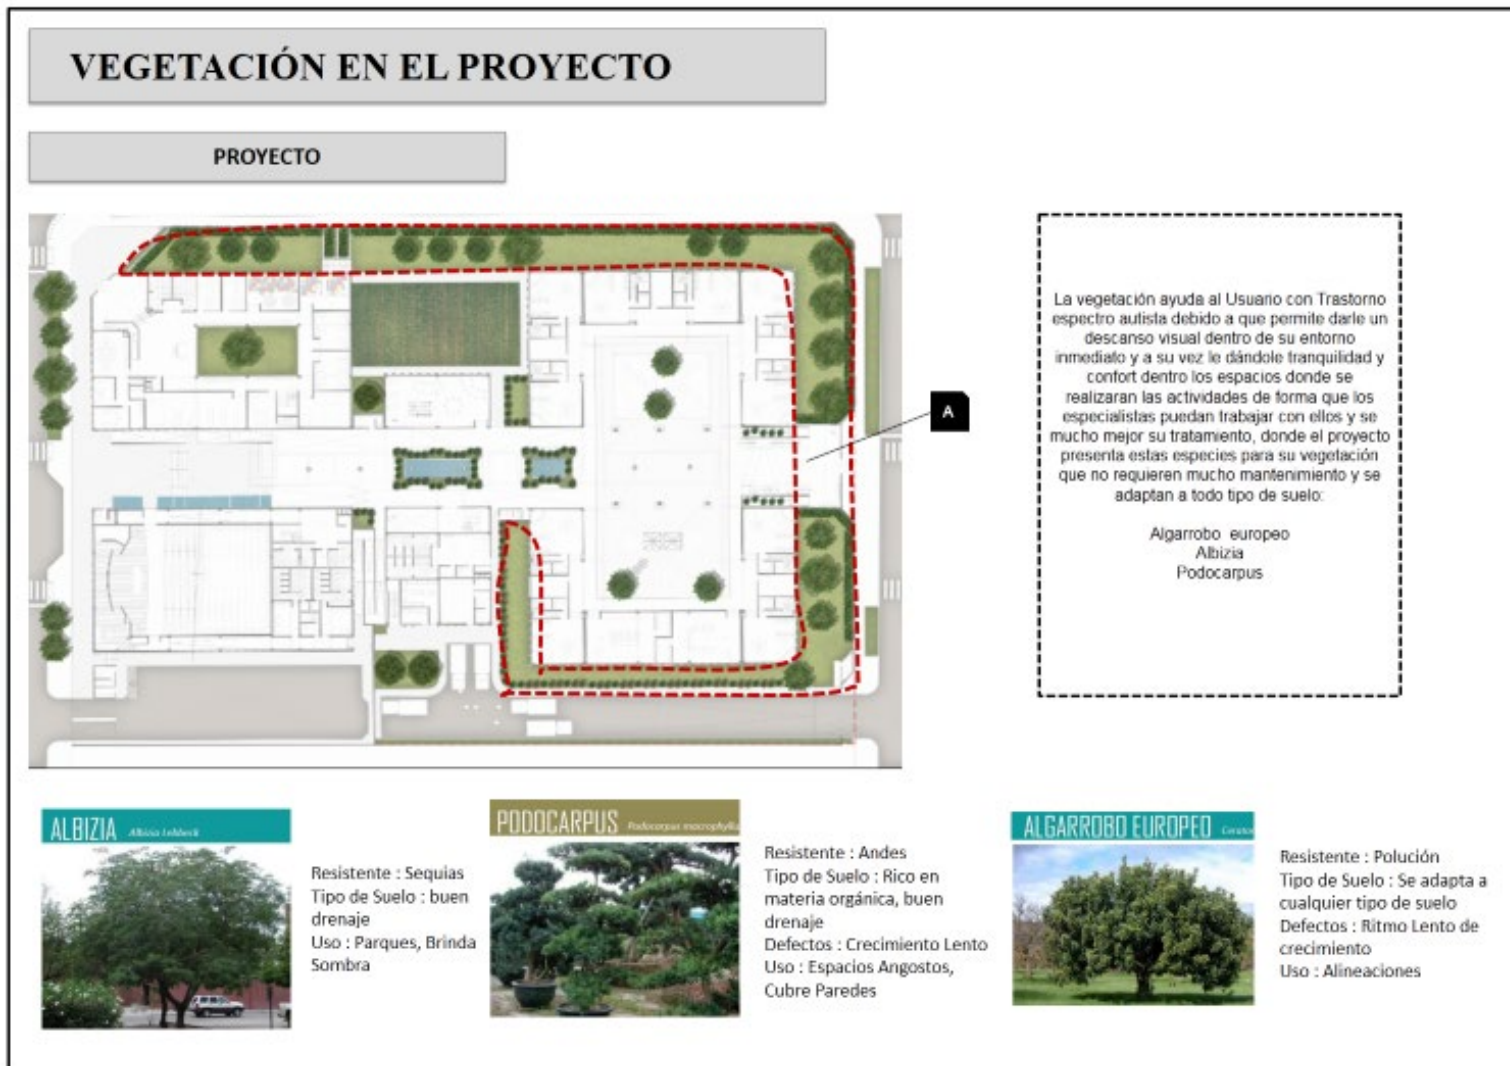 VEGETACIÓN EN EL PROYECTO
PROYECTO
A
La vegetación ayuda al Usuario con Trastorno
espectro autista debido a que permite darle un
descanso visual dentro de su entorno
inmediato y a su vez le dándole tranquilidad y
confort dentro los espacios donde se
realizaran las actividades de forma que los
especialistas puedan trabajar con ellos y se
mucho mejor su tratamiento, donde el proyecto
presenta estas especies para su vegetación
que no requieren mucho mantenimiento y se
adaptan a todo tipo de suelo:
Algarrobo europeo
Albizia
Podocarpus
ALBIZIA
Resistente : Sequias
Tipo de Suelo : buen
drenaje
Uso : Parques, Brinda
Sombra
PODOCARPUS Podocarpus macrophyllu
Resistente : Andes
Tipo de Suelo : Rico en
materia orgánica, buen
drenaje
Defectos : Crecimiento Lento
Uso : Espacios Angostos,
Cubre Paredes
ALGARROBO EUROPEO
Resistente : Polución
Tipo de Suelo : Se adapta a
cualquier tipo de suelo
Defectos : Ritmo Lento de
crecimiento
Uso : Alineaciones